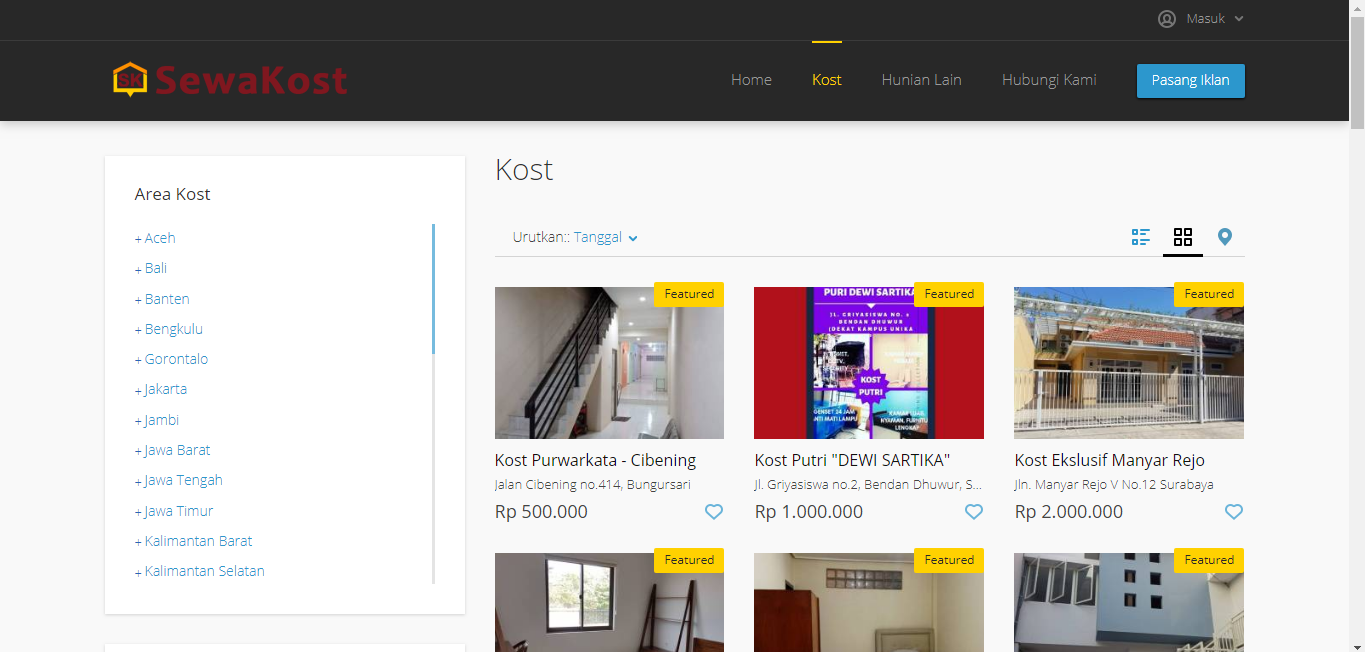 Masuk
SK SewaKost
Home
Kost
Hunian Lain
Hubungi Kami
Pasang Iklan
Area Kost
+ Aceh
+ Bali
+ Banten
+ Bengkulu
+ Gorontalo
+ Jakarta
+ Jambi
+ Jawa Barat
+ Jawa Tengah
+ Jawa Timur
+ Kalimantan Barat
+ Kalimantan Selatan
Kost
Urutkan:: Tanggal
Featured
Kost Purwarkata - Cibening
Jalan Cibening no.414, Bungursari
Rp 500.000
Featured
PURI DEWI SARTIKA
JL. GRIYASISWA NO. 2
BENDAN DHUWUR
(DEKAT KAMPUS UNIKA
KOST
PUTRI
GENSET 24 JAM
Kost Putri "DEWI SARTIKA"
Jl. Griyasiswa no.2, Bendan Dhuwur, S...
Rp 1.000.000
Featured
Kost Ekslusif Manyar Rejo
Jln. Manyar Rejo V No.12 Surabaya
Rp 2.000.000
Featured
Featured
Featured